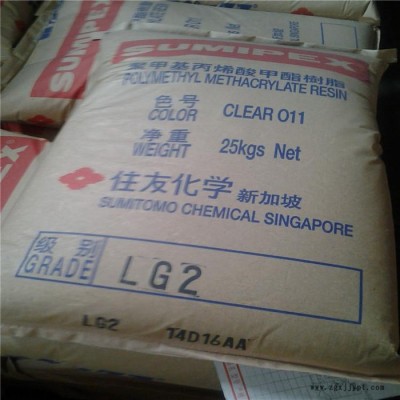 SUMIPEX
聚甲基丙烯酸甲酯樹脂
POLYMETHYL METHACRYLATE RESIN
色号
COLOR CLEAR 011
净重
WEIGHT 25kgs Net
住友化学 新加坡
SUMITOMO CHEMICAL SINGAPORE
级别
GRADE LG2
LG2 T4D16AA